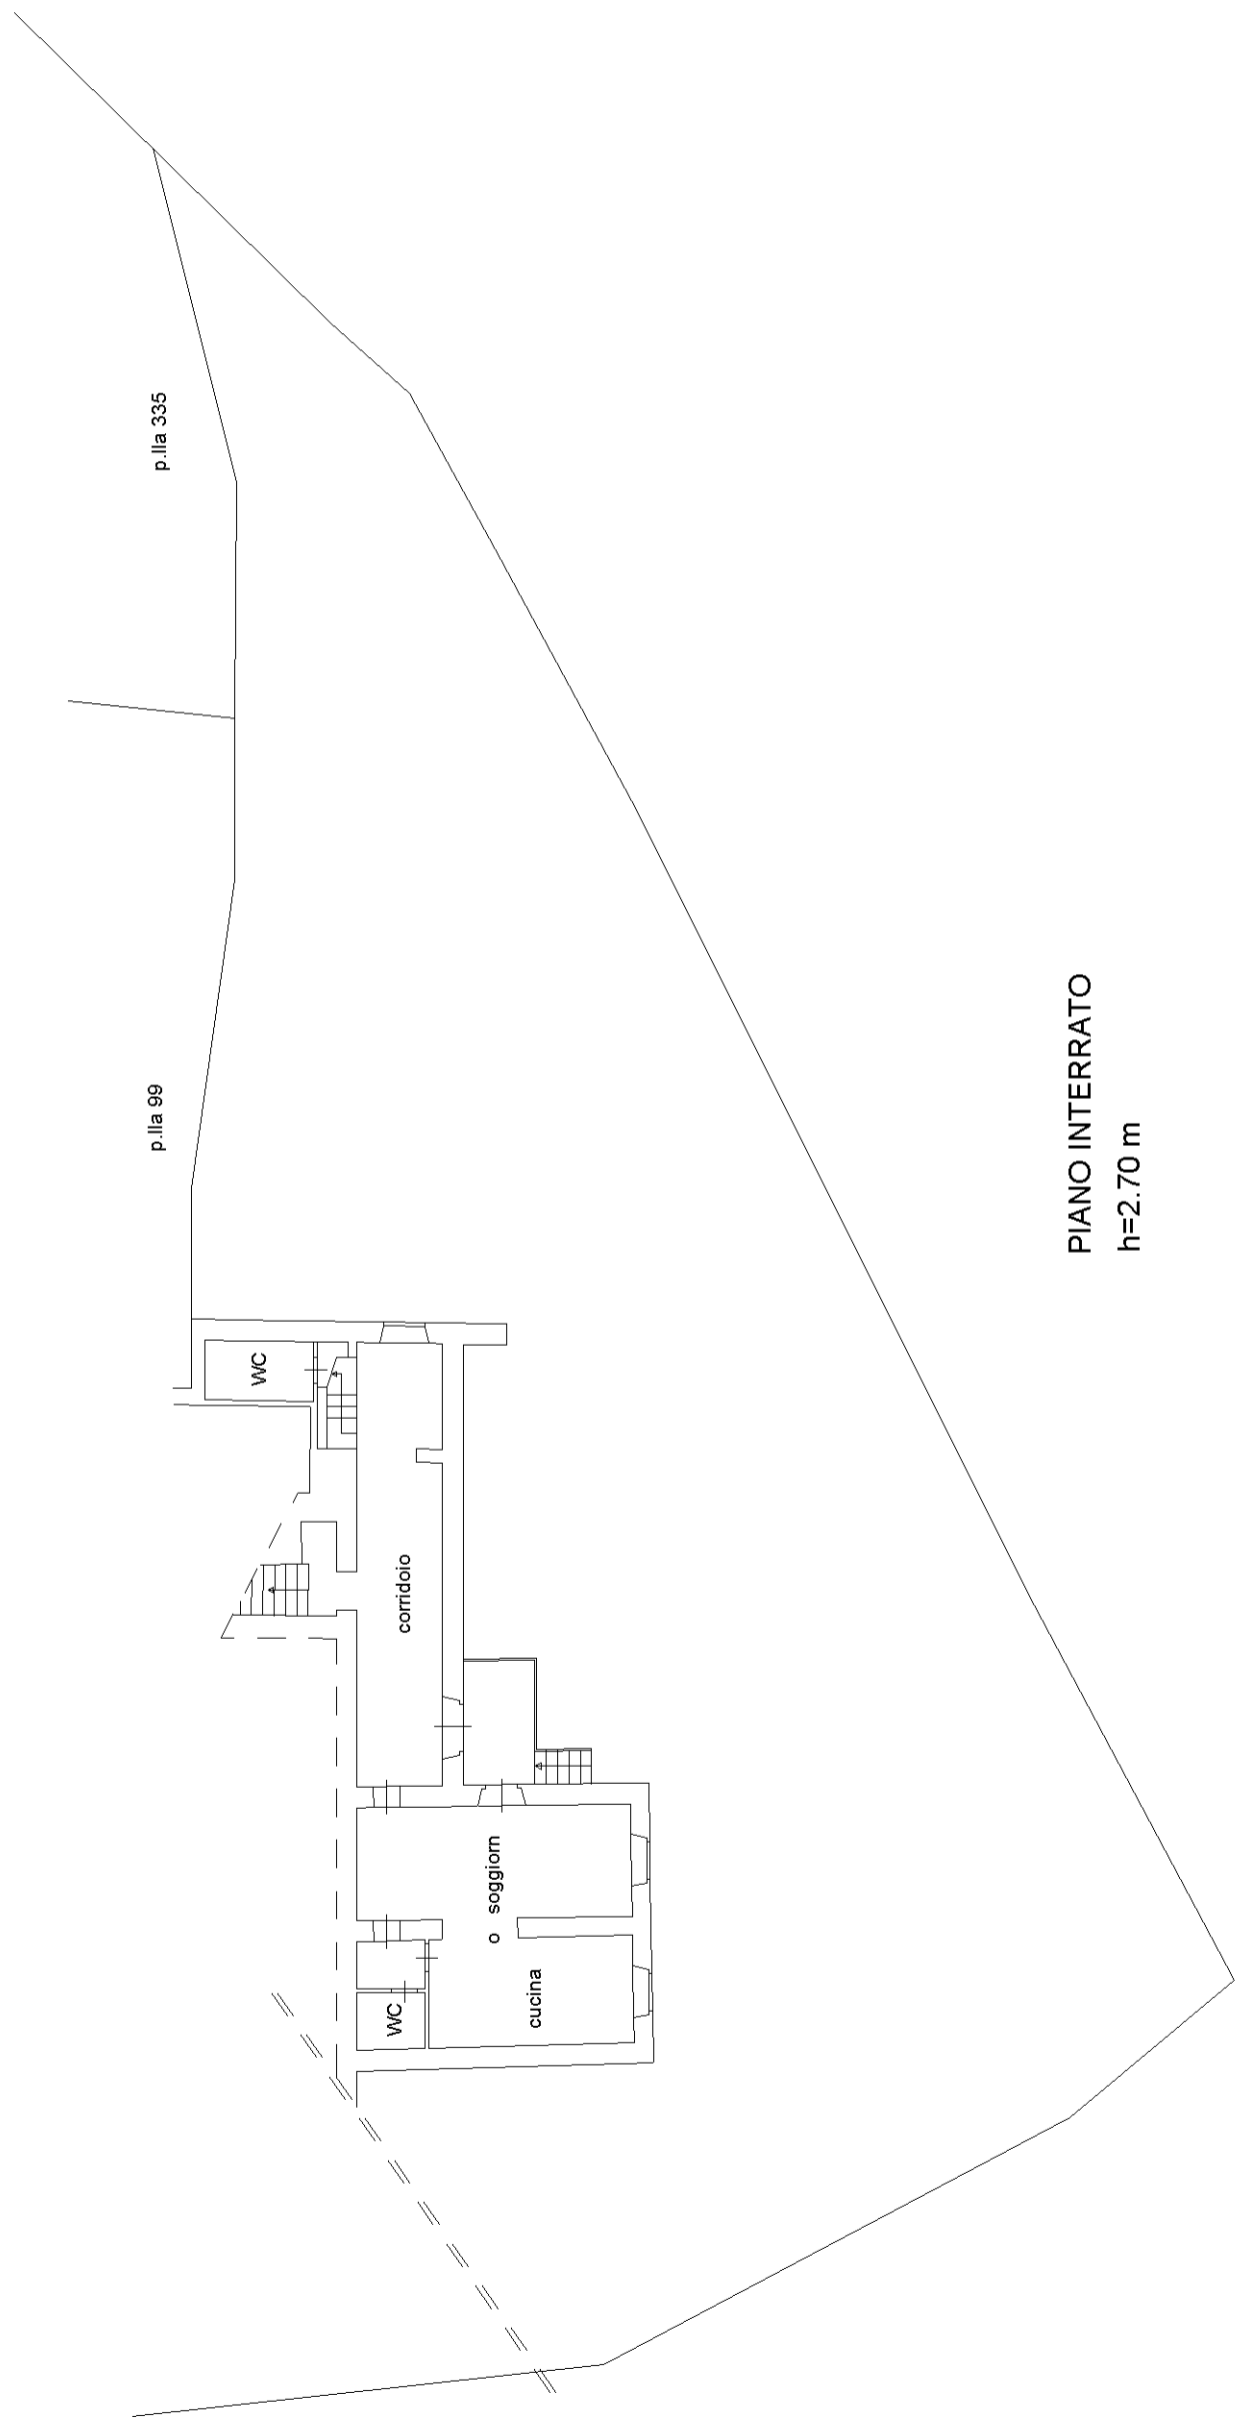 p.lla 335
p.lla 99
WC
corridoio
soggiorn
o
cucina
WC
PIANO INTERRATO
h=2.70 m